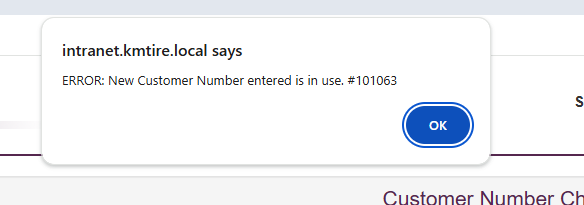 intranet.kmtire.local says
ERROR: New Customer Number entered is in use. #101063
S
OK
Customer Number Ch